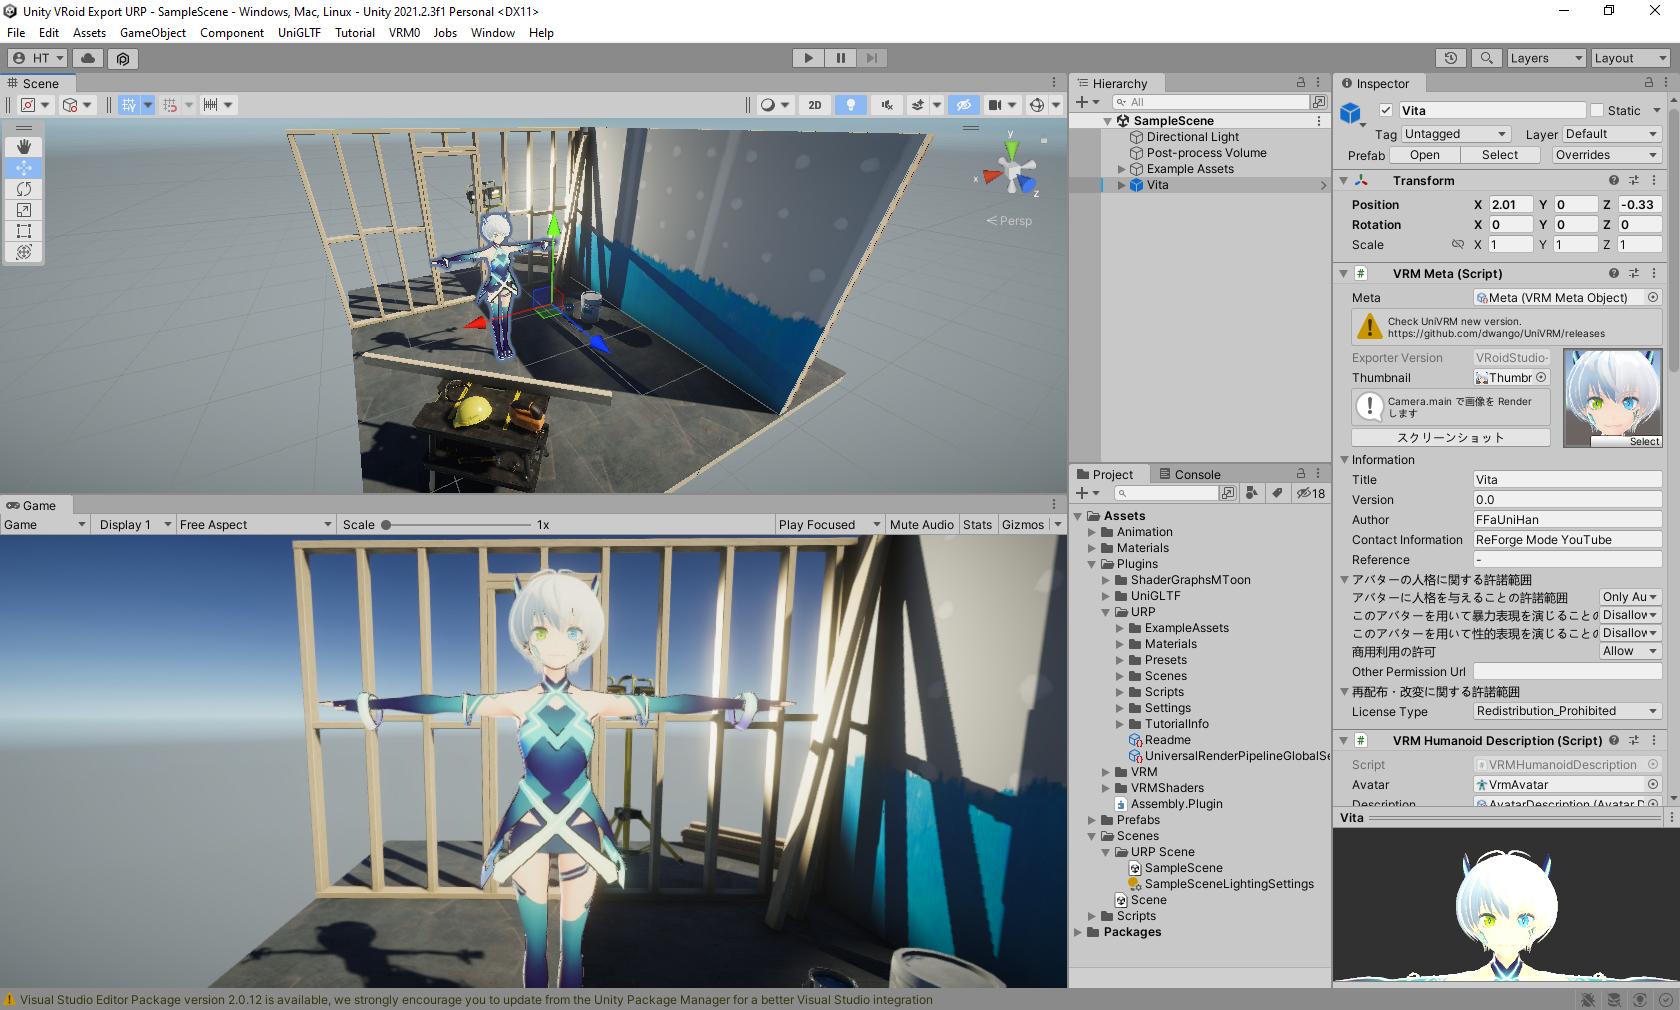 Unity VRoid Export URP - SampleScene - Windows, Mac, Linux - Unity 2021.2.3f1 Personal <DX11>
File Edit Assets GameObject Component UniGLTF Tutorial VRM0 Jobs Window Help
HT
Layers
Layout
Scene
2D
y
x
z
Persp
Game
Game
Display 1
Free Aspect
Scale
1x
Play Focused
Mute Audio
Stats
Gizmos
Hierarchy
All
SampleScene
Directional Light
Post-process Volume
Example Assets
Vita
Project
Console
18
Assets
Animation
Materials
Plugins
ShaderGraphsMToon
UniGLTF
URP
ExampleAssets
Materials
Presets
Scenes
Scripts
Settings
TutorialInfo
Readme
UniversalRenderPipelineGlobalSe
VRM
VRMShaders
Assembly.Plugin
Prefabs
Scenes
URP Scene
SampleScene
SampleSceneLightingSettings
Scene
Scripts
Packages
Inspector
Vita
Static
Tag Untagged
Layer Default
Prefab Open Select Overrides
Transform
Position X 2.01 Y 0 Z -0.33
Rotation X 0 Y 0 Z 0
Scale X 1 Y 1 Z 1
VRM Meta (Script)
Meta Meta (VRM Meta Object)
Check UniVRM new version.
https://github.com/dwango/UniVRM/releases
Exporter Version VRoidStudio-
Thumbnail Thumbr
Camera.main で画像を Render
します
スクリーンショット
Select
Information
Title Vita
Version 0.0
Author FFaUniHan
Contact Information ReForge Mode YouTube
Reference -
アバターの人格に関する許諾範囲
アバターに人格を与えることの許諾範囲 Only Au
このアバターを用いて暴力表現を演じることの Disallow
このアバターを用いて性的表現を演じることの Disallow
商用利用の許可 Allow
Other Permission Url
再配布・改変に関する許諾範囲
License Type Redistribution_Prohibited
VRM Humanoid Description (Script)
Script VRMHumanoidDescription
Avatar VrmAvatar
Description AvatarDescription (Avatar D
Vita
Visual Studio Editor Package version 2.0.12 is available, we strongly encourage you to update from the Unity Package Manager for a better Visual Studio integration